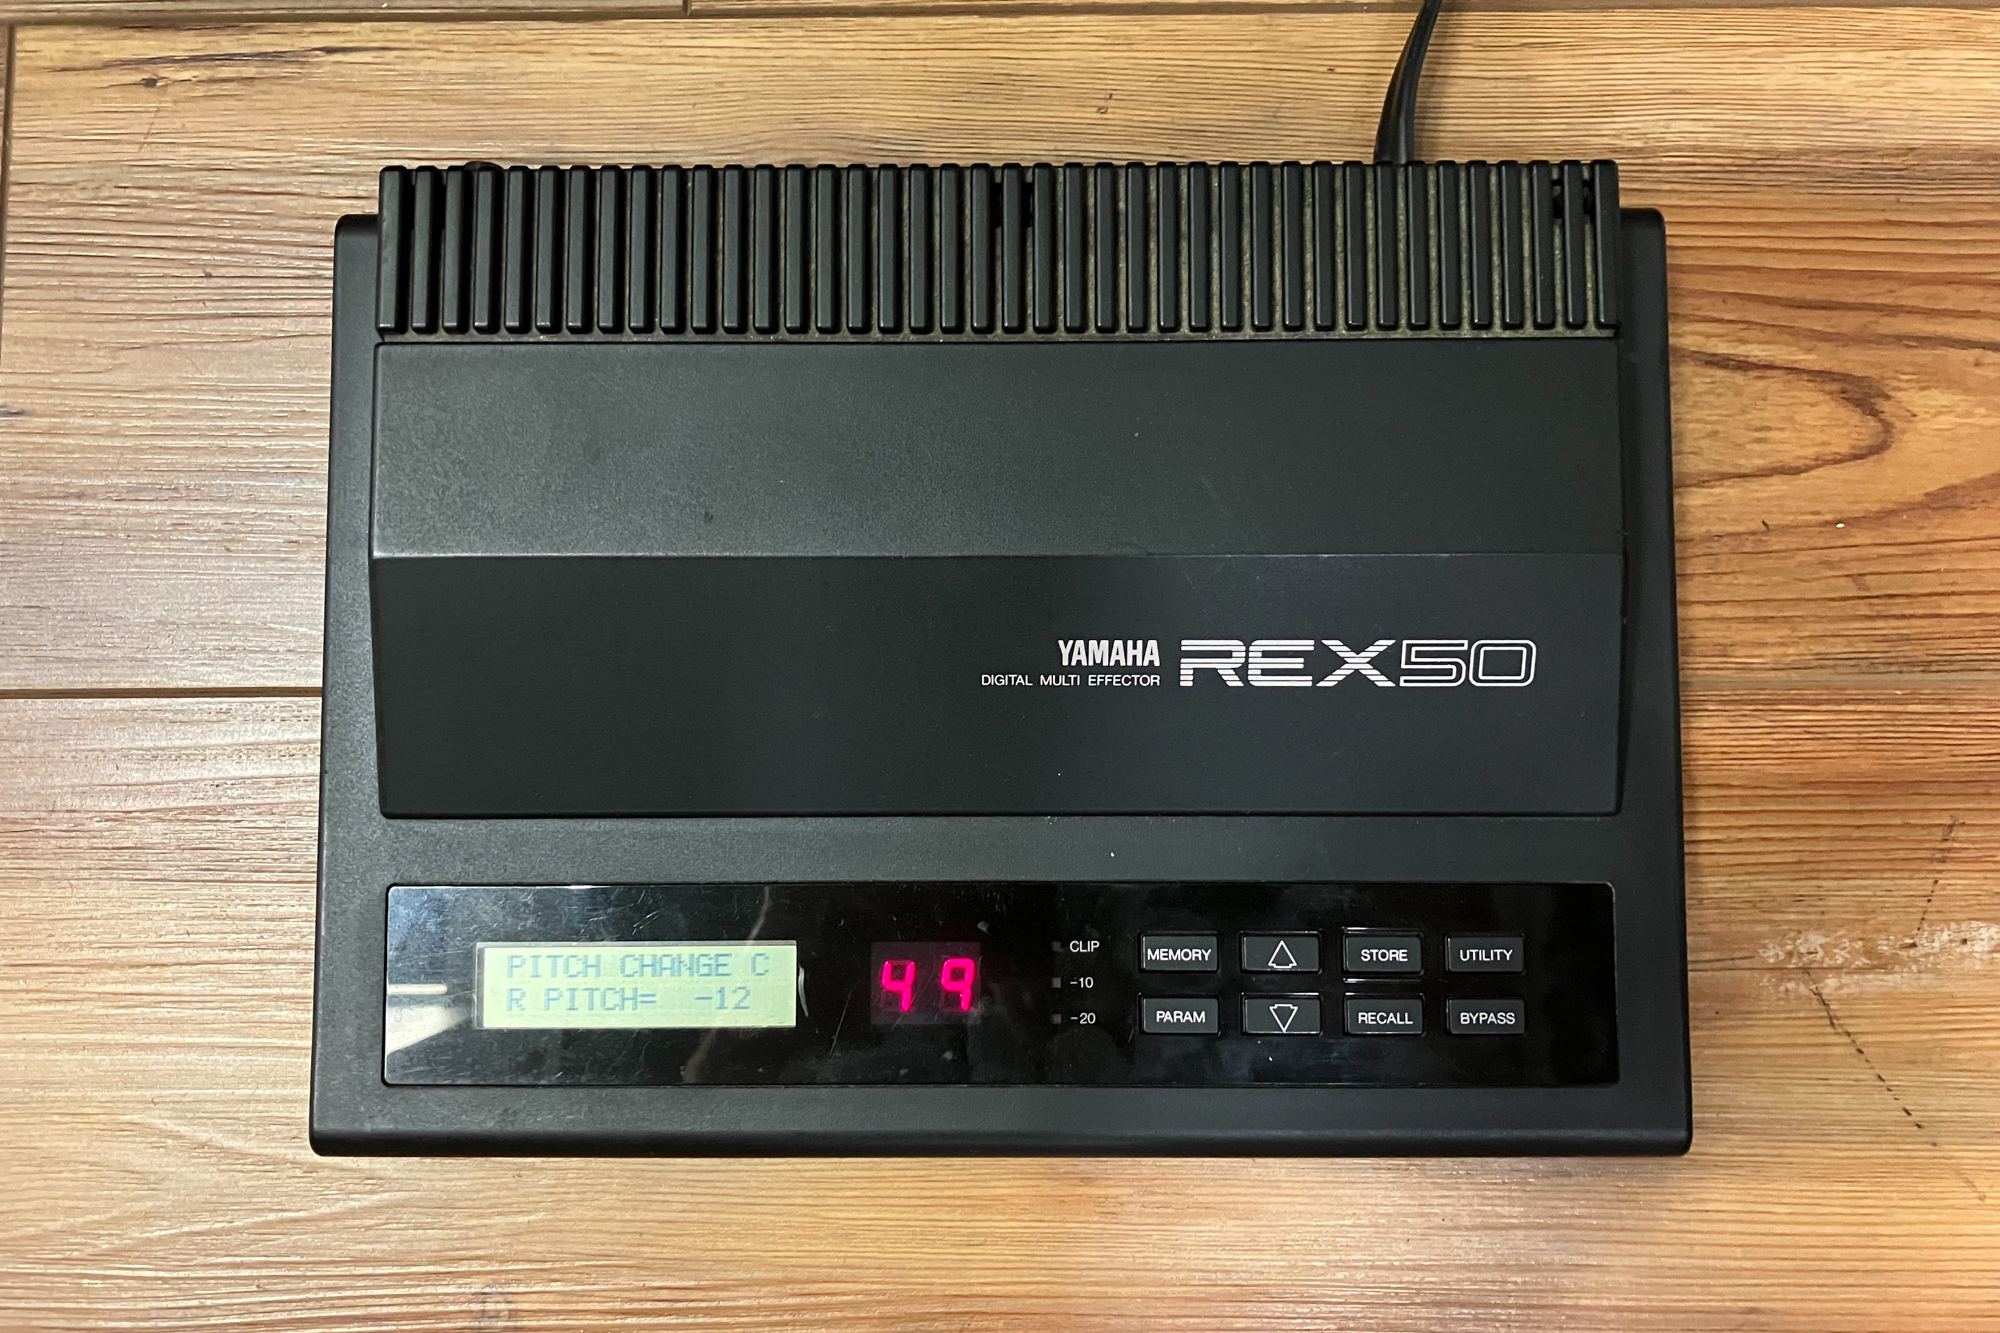 YAMAHA REX50
DIGITAL MULTI EFFECTOR
PITCH CHANGE C
R PITCH= -12
49
CLIP
-10
-20
MEMORY STORE UTILITY
PARAM RECALL BYPASS